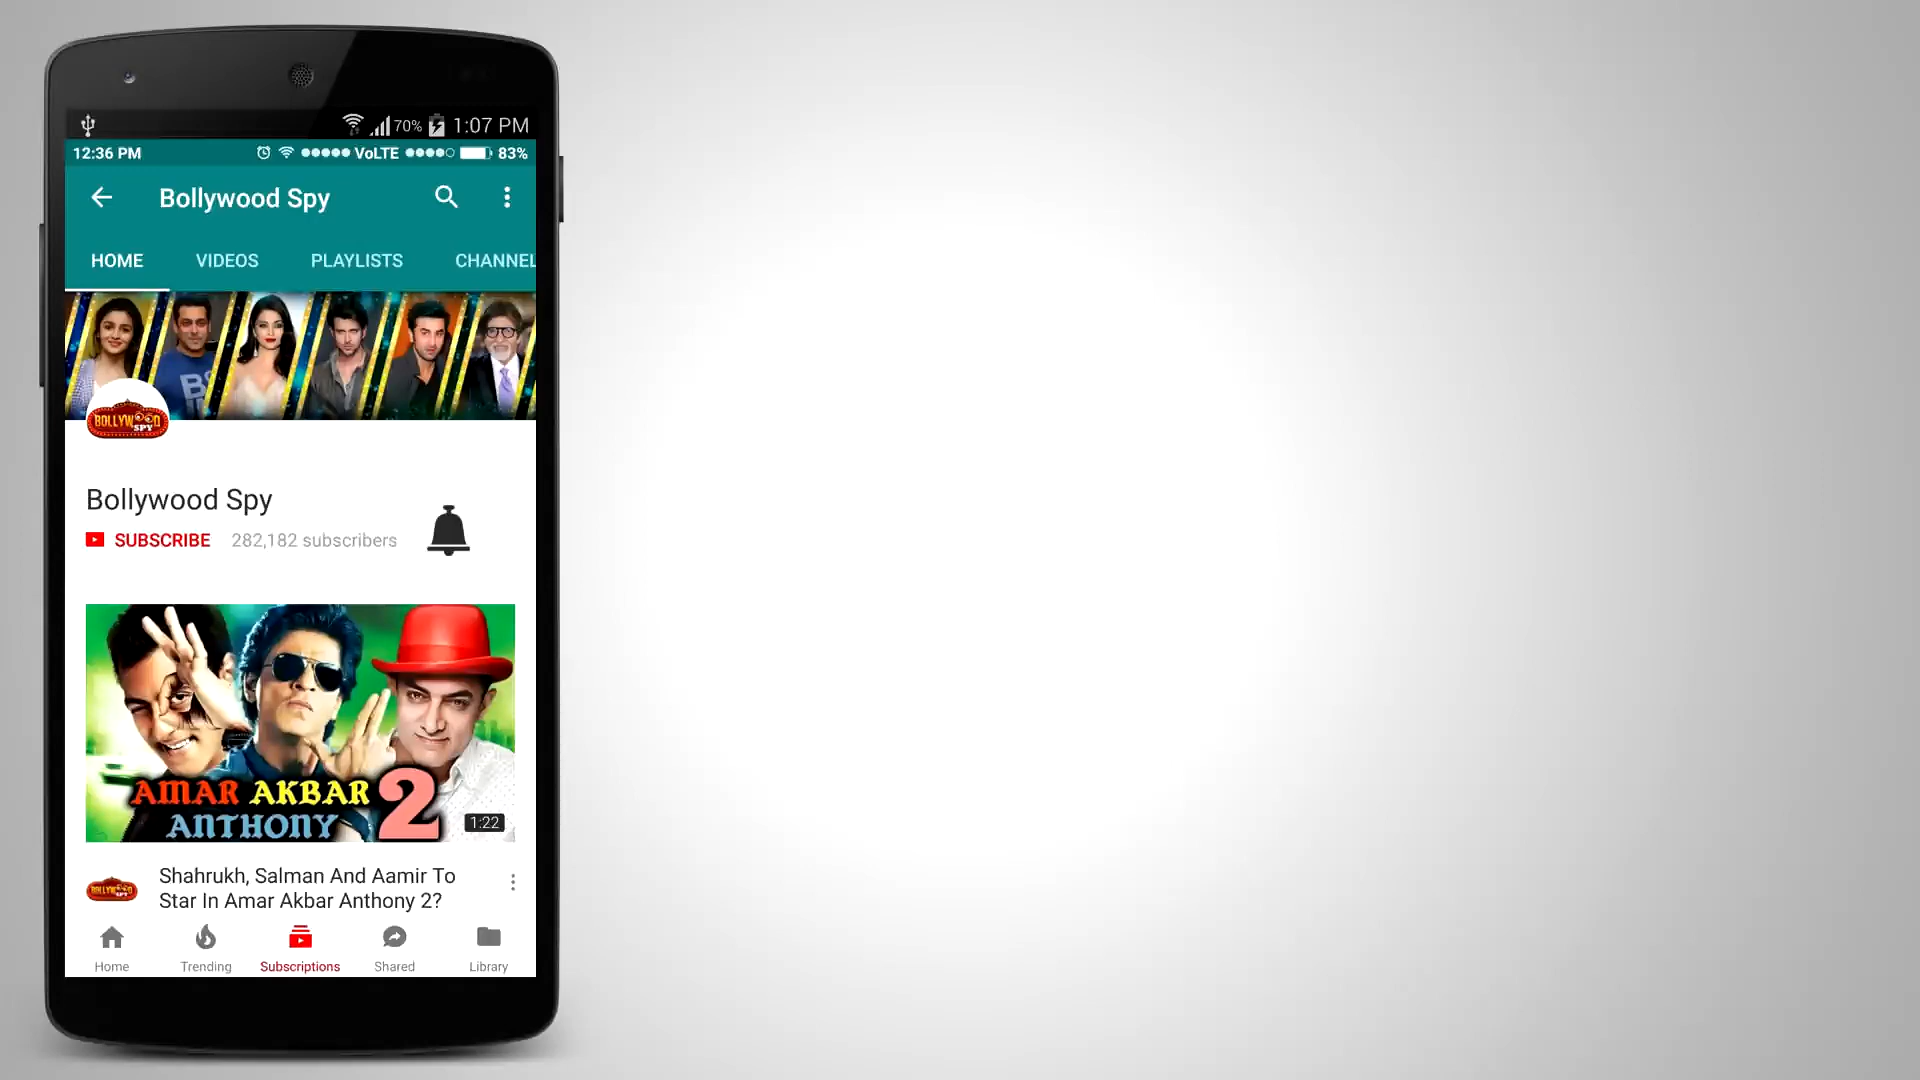 70% 1:07 PM
12:36 PM VoLTE 83%
Bollywood Spy
HOME VIDEOS PLAYLISTS CHANNEL
BOLLYWOOD
SPY
Bollywood Spy
SUBSCRIBE 282,182 subscribers
AMAR AKBAR
ANTHONY 2
1:22
Shahrukh, Salman And Aamir To
Star In Amar Akbar Anthony 2?
Home Trending Subscriptions Shared Library